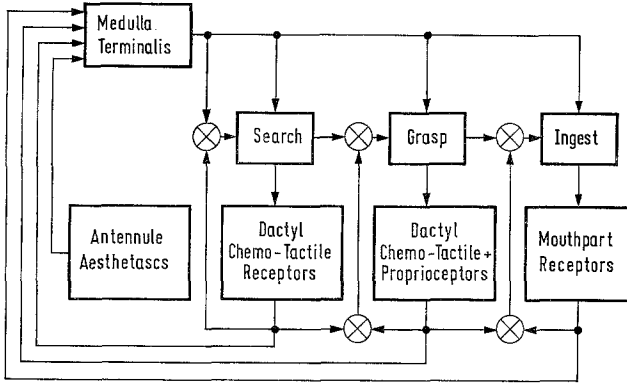 Medulla
Terminalis
Search
Grasp
Ingest
Antennule
Aesthetascs
Dactyl
Chemo-Tactile
Receptors
Dactyl
Chemo-Tactile+
Proprioceptors
Mouthpart
Receptors